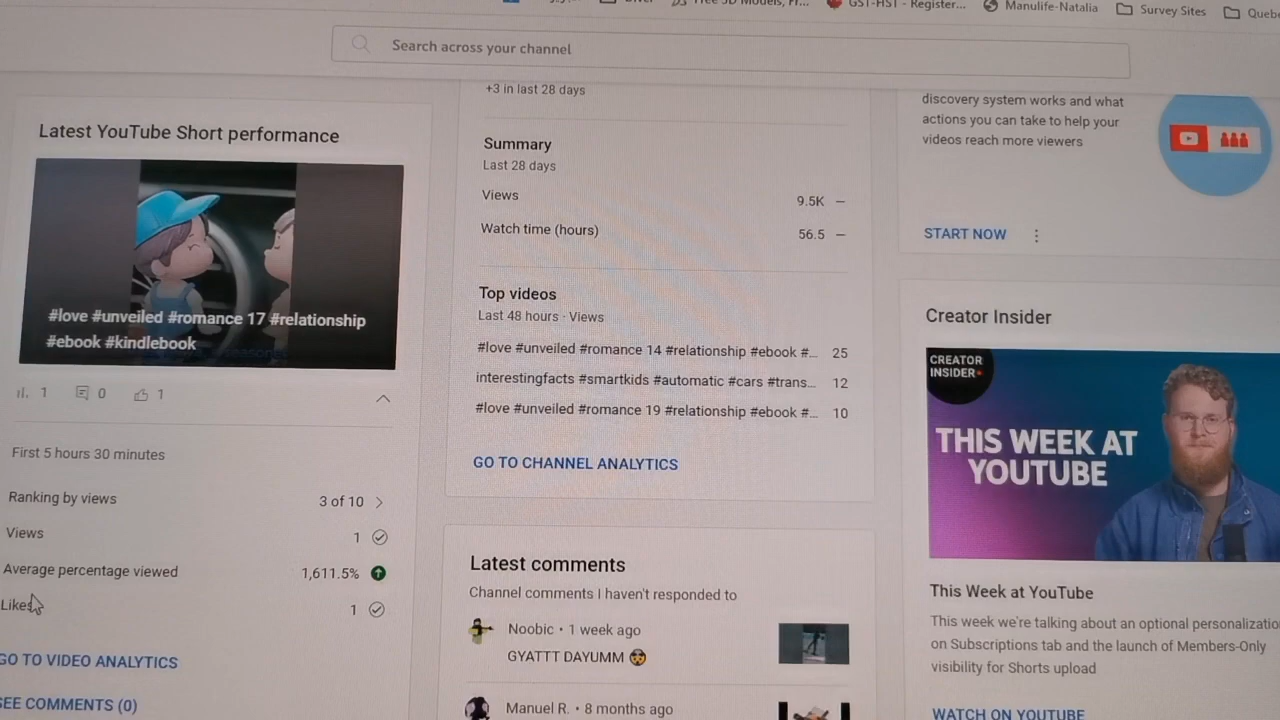 GST-HST - Register...
Manulife-Natalia
Survey Sites
Search across your channel
Latest YouTube Short performance
#love #unveiled #romance 17 #relationship
#ebook #kindlebook
1 0 1
First 5 hours 30 minutes
Ranking by views 3 of 10
Views 1
Average percentage viewed 1,611.5%
Likes 1
GO TO VIDEO ANALYTICS
SEE COMMENTS (0)
+3 in last 28 days
Summary
Last 28 days
Views 9.5K —
Watch time (hours) 56.5 —
Top videos
Last 48 hours · Views
#love #unveiled #romance 14 #relationship #ebook #... 25
interestingfacts #smartkids #automatic #cars #trans... 12
#love #unveiled #romance 19 #relationship #ebook #... 10
GO TO CHANNEL ANALYTICS
Latest comments
Channel comments I haven't responded to
Noobic • 1 week ago
GYATTT DAYUMM 😎
Manuel R. • 8 months ago
discovery system works and what
actions you can take to help your
videos reach more viewers
START NOW
Creator Insider
CREATOR
INSIDER
THIS WEEK AT
YOUTUBE
This Week at YouTube
This week we're talking about an optional personalizatio
on Subscriptions tab and the launch of Members-Only
visibility for Shorts upload
WATCH ON YOUTUBE